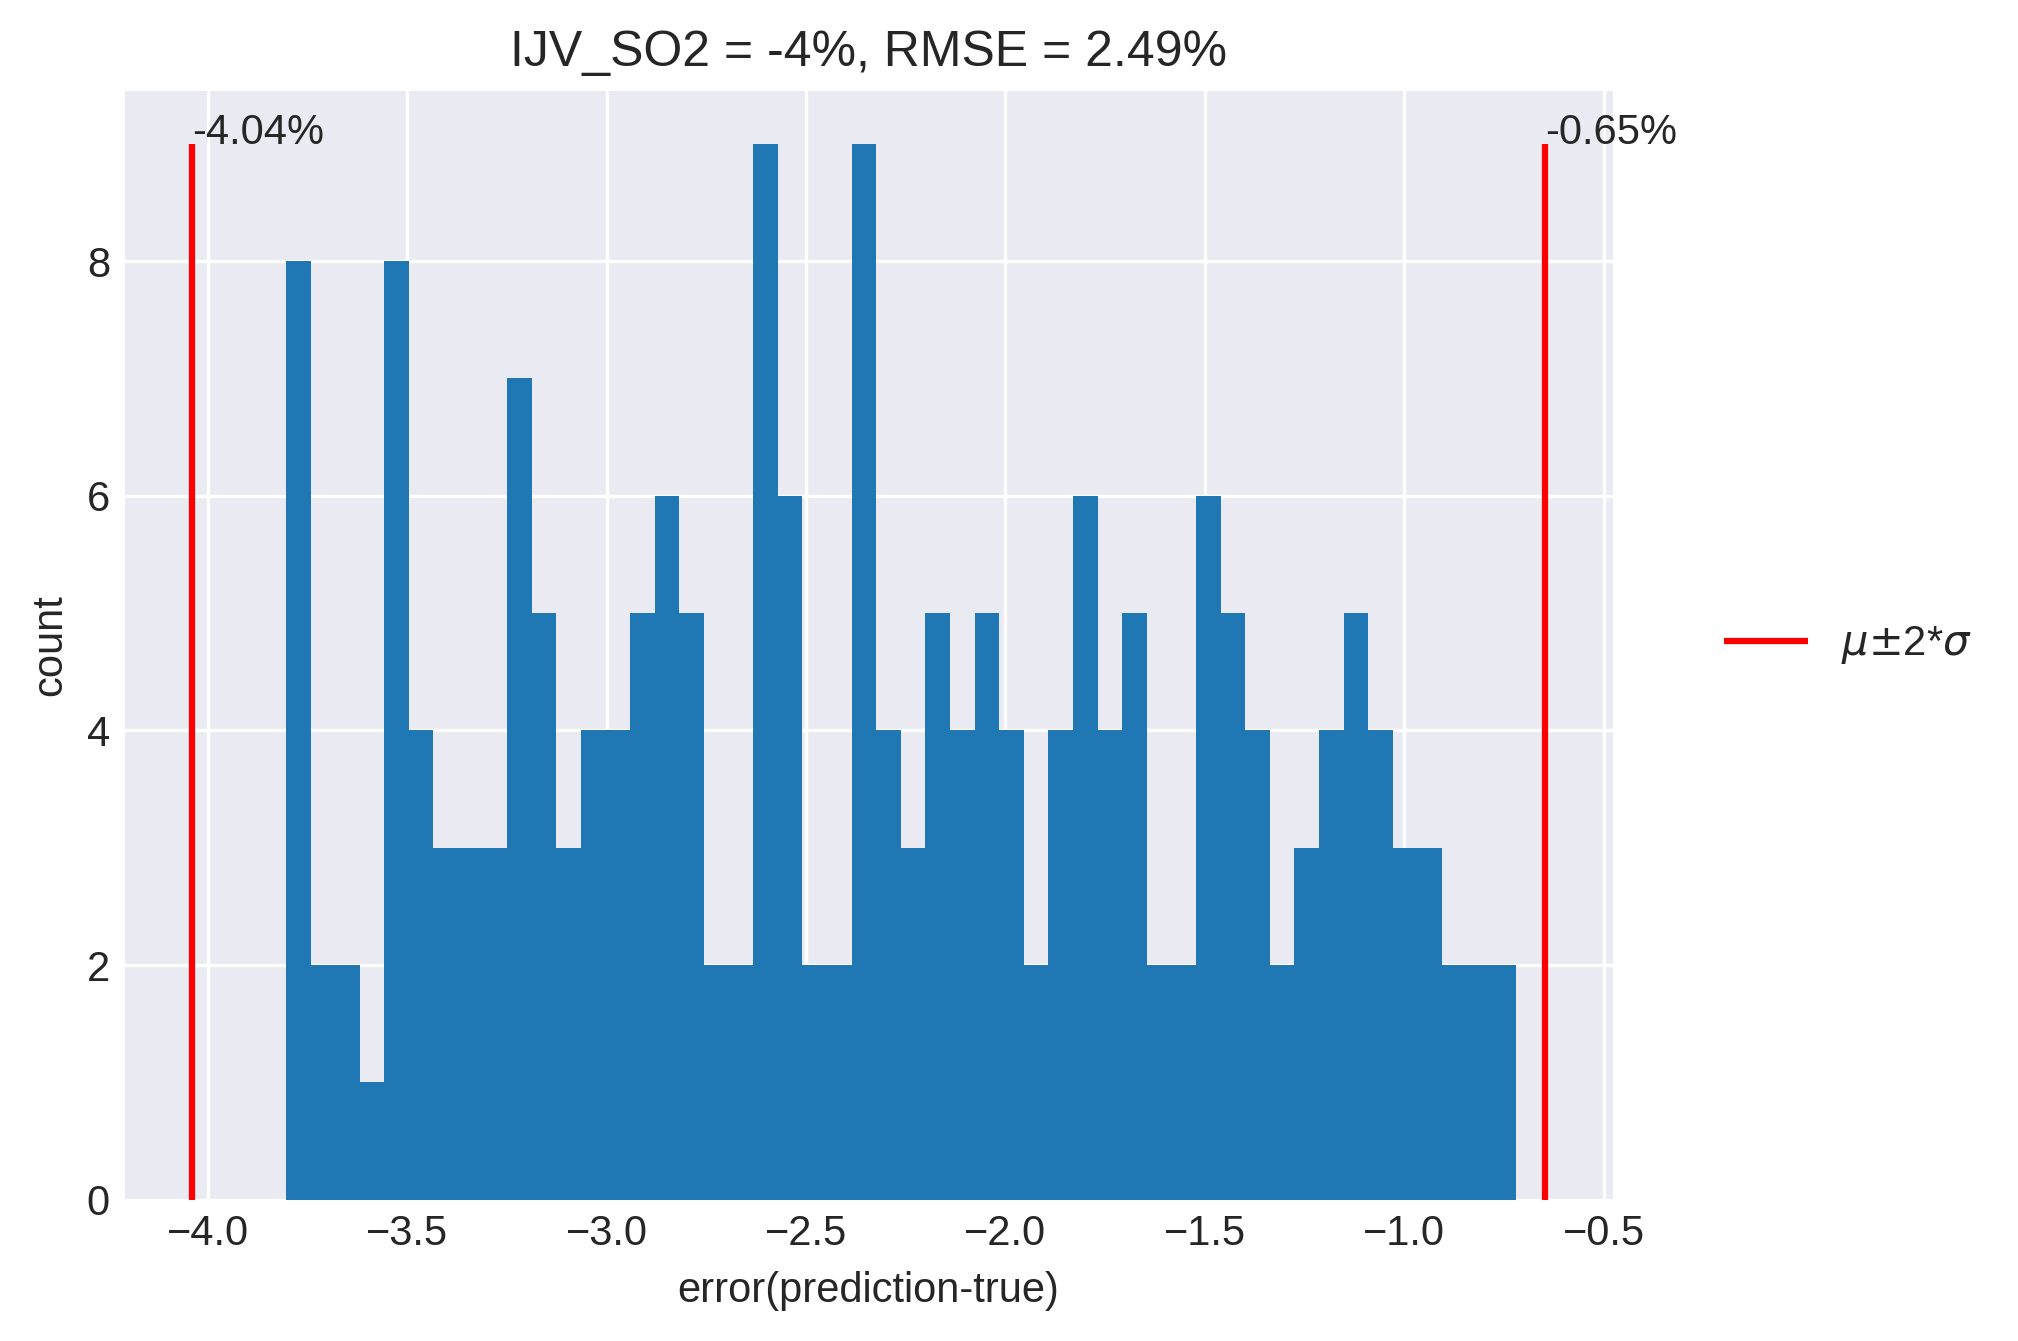 IJV_SO2 = -4%, RMSE = 2.49%
-4.04%
-0.65%
8
6
4
2
0
count
−4.0 −3.5 −3.0 −2.5 −2.0 −1.5 −1.0 −0.5
error(prediction-true)
μ±2*σ